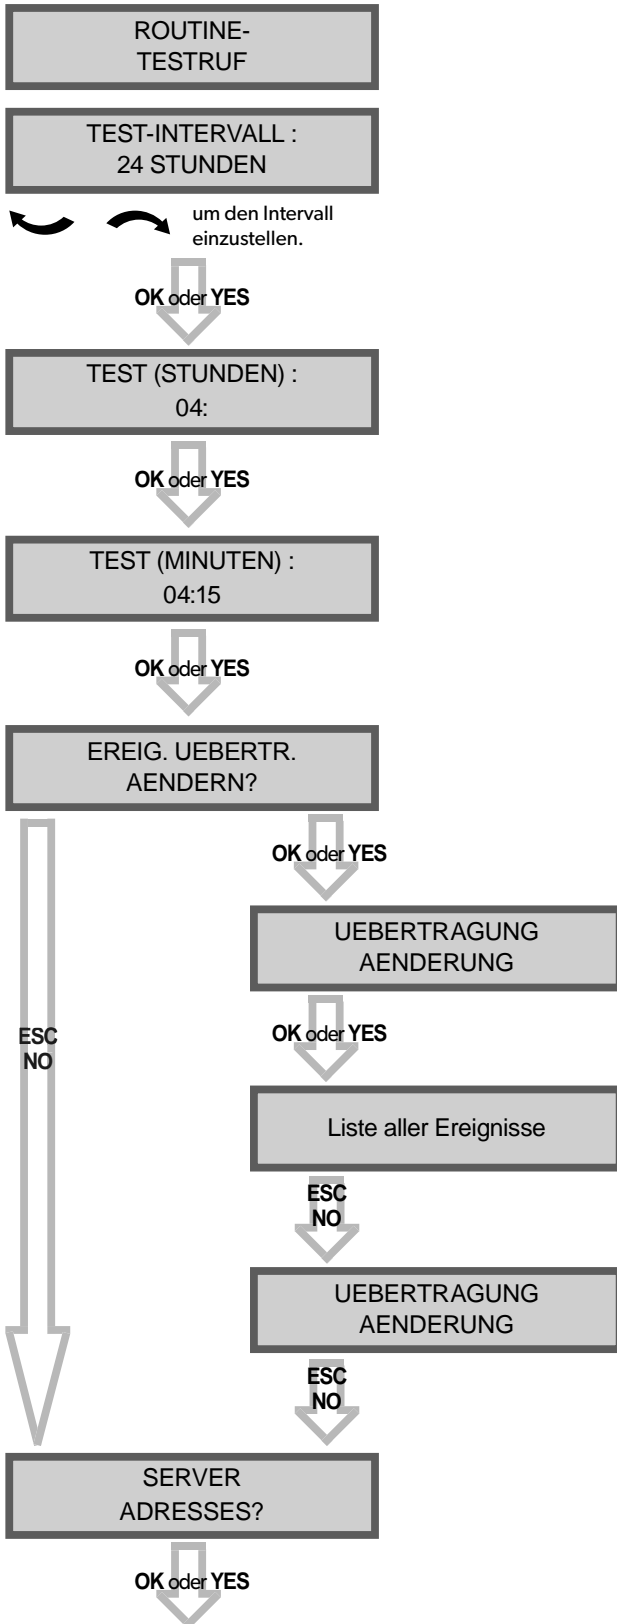 ROUTINE-
TESTRUF
TEST-INTERVALL :
24 STUNDEN
um den Intervall
einzustellen.
OK oder YES
TEST (STUNDEN) :
04:
OK oder YES
TEST (MINUTEN) :
04:15
OK oder YES
EREIG. UEBERTR.
AENDERN?
OK oder YES
UEBERTRAGUNG
AENDERUNG
OK oder YES
ESC
NO
Liste aller Ereignisse
ESC
NO
UEBERTRAGUNG
AENDERUNG
ESC
NO
SERVER
ADRESSES?
OK oder YES